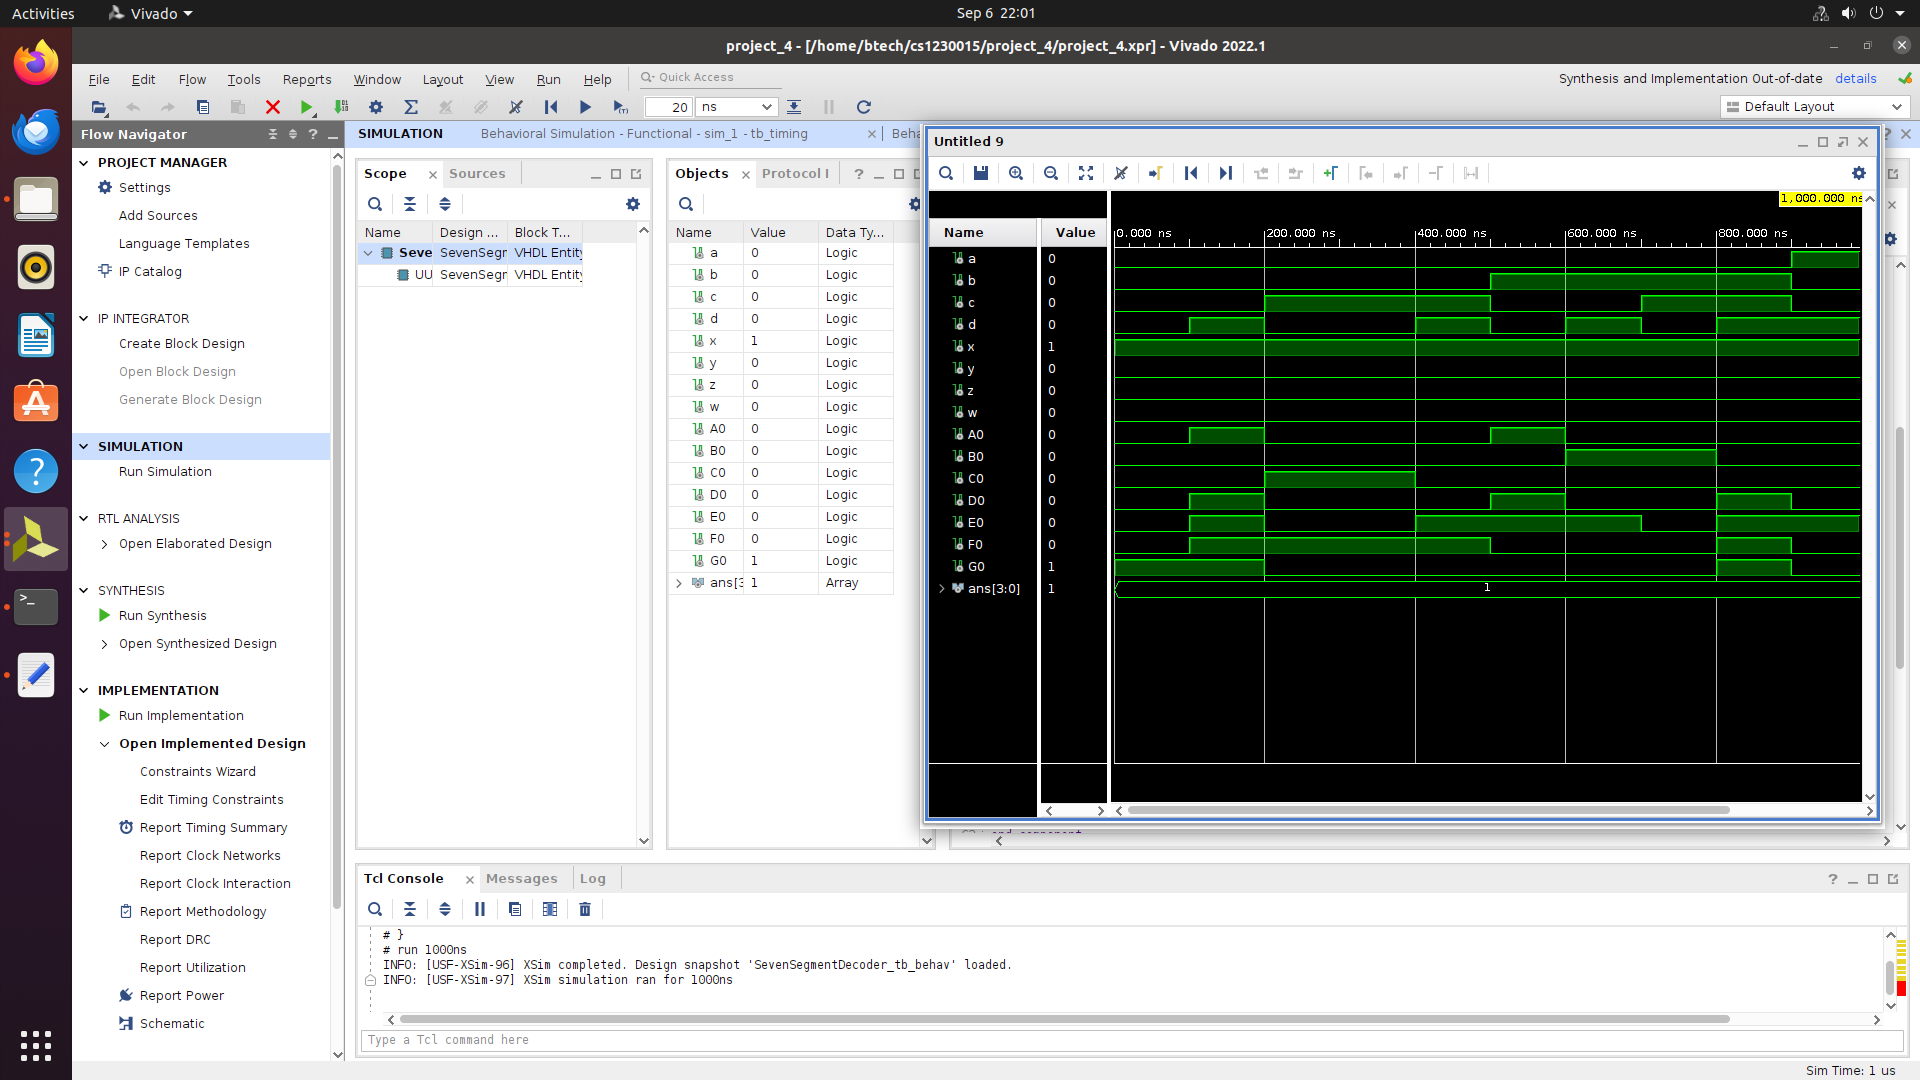 Activities
Vivado
Sep 6 22:01
project_4 - [/home/btech/cs1230015/project_4/project_4.xpr] - Vivado 2022.1
File Edit Flow Tools Reports Window Layout View Run Help
Quick Access
Synthesis and Implementation Out-of-date details
20 ns
Default Layout
Flow Navigator
PROJECT MANAGER
Settings
Add Sources
Language Templates
IP Catalog
IP INTEGRATOR
Create Block Design
Open Block Design
Generate Block Design
SIMULATION
Run Simulation
RTL ANALYSIS
Open Elaborated Design
SYNTHESIS
Run Synthesis
Open Synthesized Design
IMPLEMENTATION
Run Implementation
Open Implemented Design
Constraints Wizard
Edit Timing Constraints
Report Timing Summary
Report Clock Networks
Report Clock Interaction
Report Methodology
Report DRC
Report Utilization
Report Power
Schematic
SIMULATION
Behavioral Simulation - Functional - sim_1 - tb_timing
Beha
Scope
Sources
Name Design ... Block T...
Seve SevenSegr VHDL Entity
UU SevenSegr VHDL Entity
Objects
Protocol I
Name Value Data Ty...
a 0 Logic
b 0 Logic
c 0 Logic
d 0 Logic
x 1 Logic
y 0 Logic
z 0 Logic
w 0 Logic
A0 0 Logic
B0 0 Logic
C0 0 Logic
D0 0 Logic
E0 0 Logic
F0 0 Logic
G0 1 Logic
ans[3 1 Array
Untitled 9
1,000.000 ns
Name Value
0.000 ns 200.000 ns 400.000 ns 600.000 ns 800.000 ns
a 0
b 0
c 0
d 0
x 1
y 0
z 0
w 0
A0 0
B0 0
C0 0
D0 0
E0 0
F0 0
G0 1
ans[3:0] 1 1
Tcl Console
Messages
Log
# }
# run 1000ns
INFO: [USF-XSim-96] XSim completed. Design snapshot 'SevenSegmentDecoder_tb_behav' loaded.
INFO: [USF-XSim-97] XSim simulation ran for 1000ns
Type a Tcl command here
Sim Time: 1 us